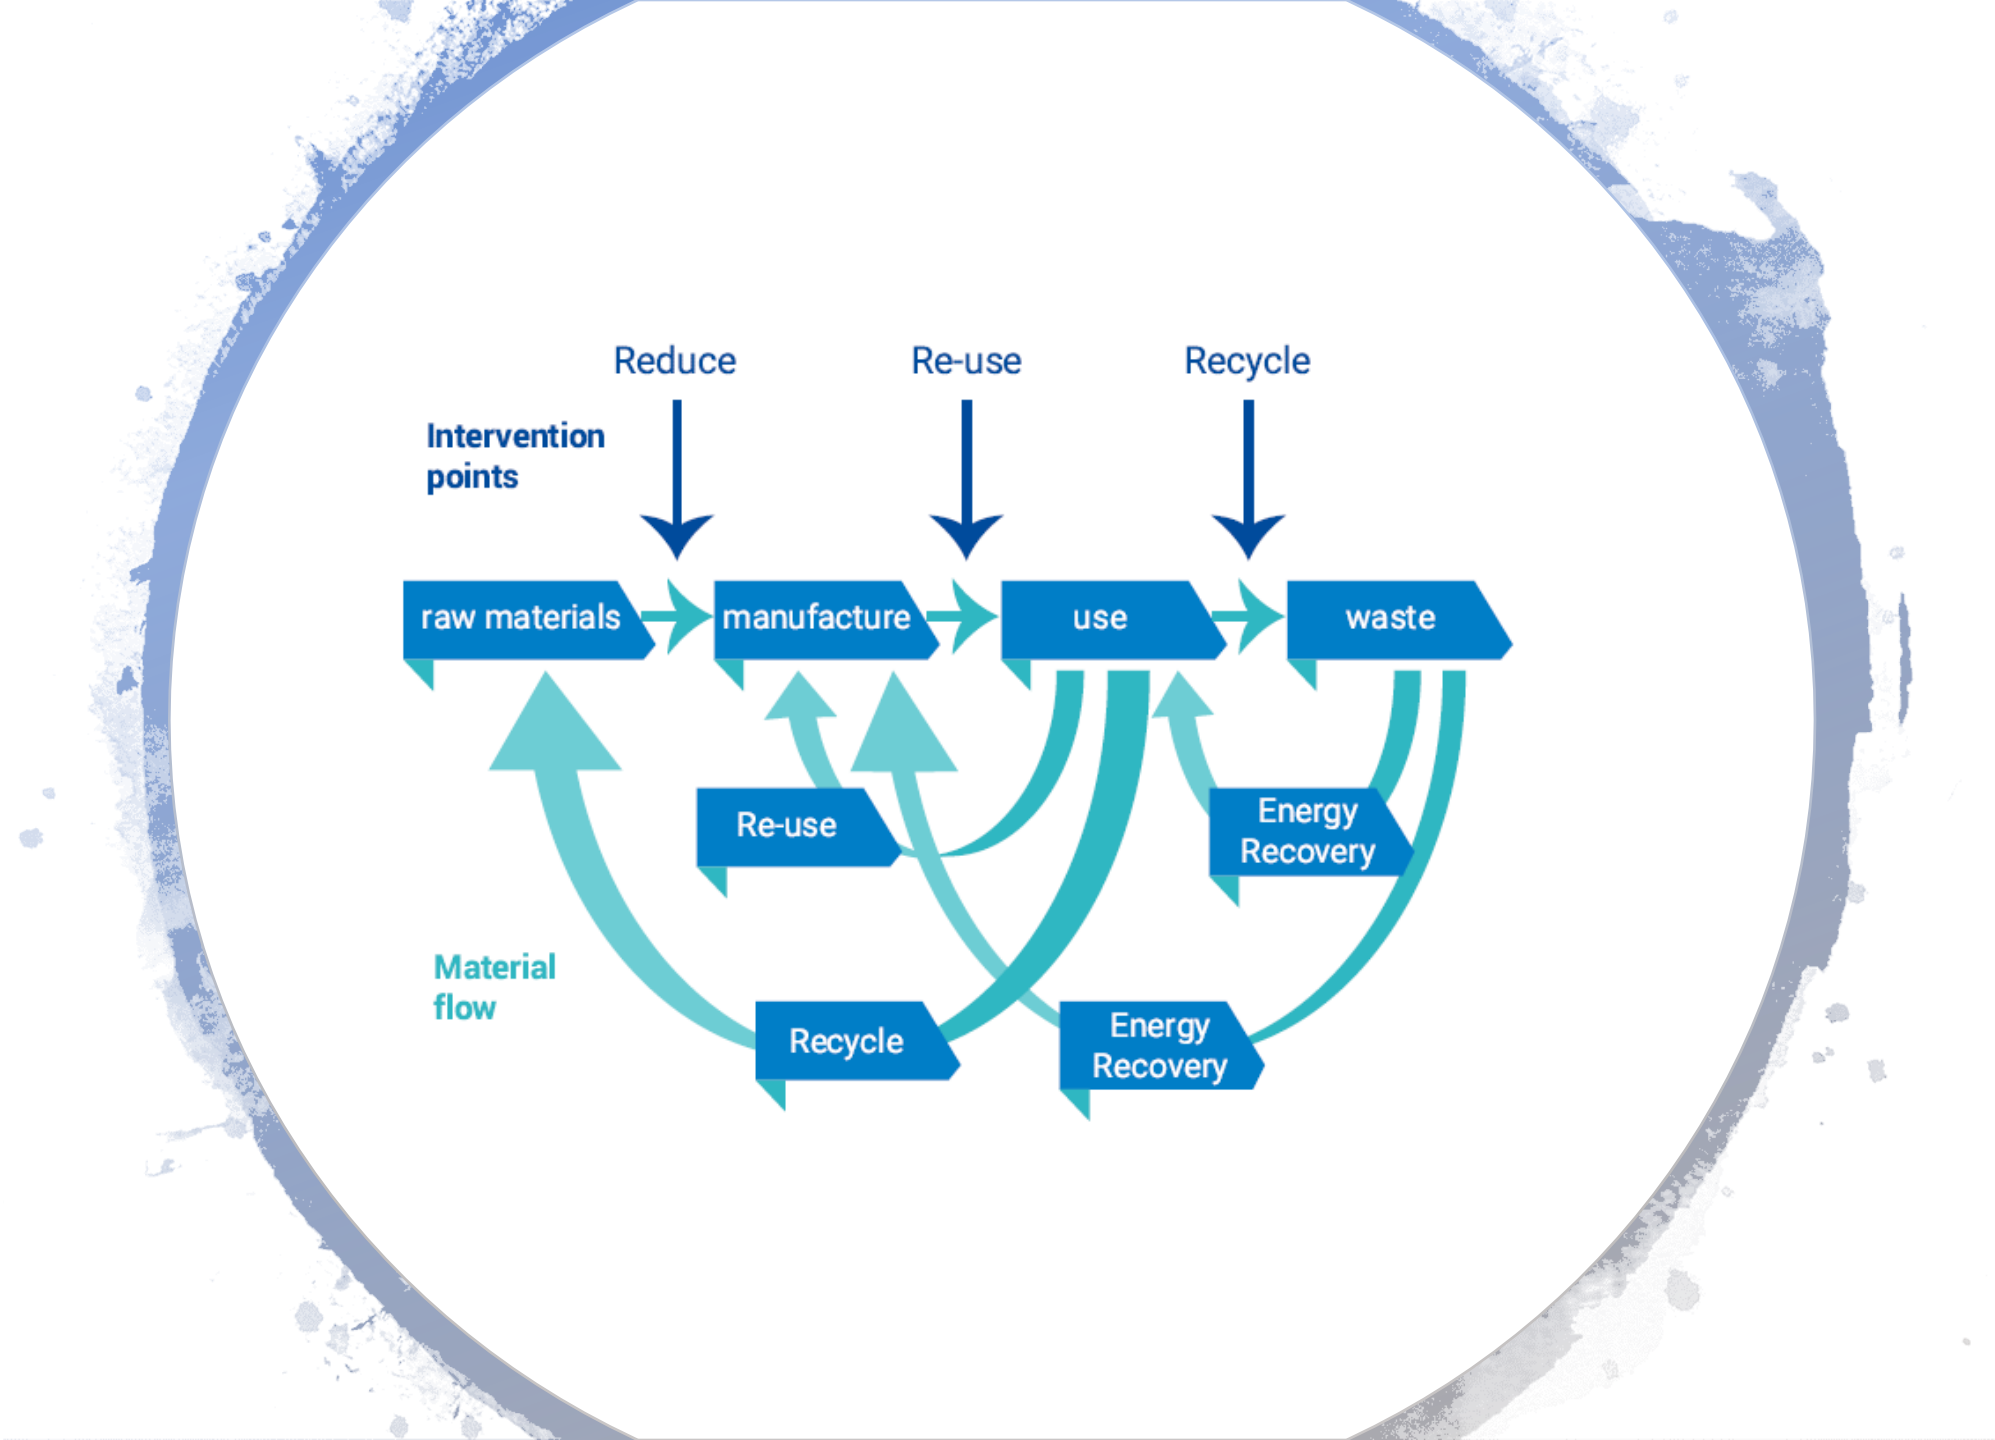 Reduce
Re-use
Recycle
Intervention
points
raw materials
manufacture
use
waste
Re-use
Energy
Recovery
Material
flow
Recycle
Energy
Recovery